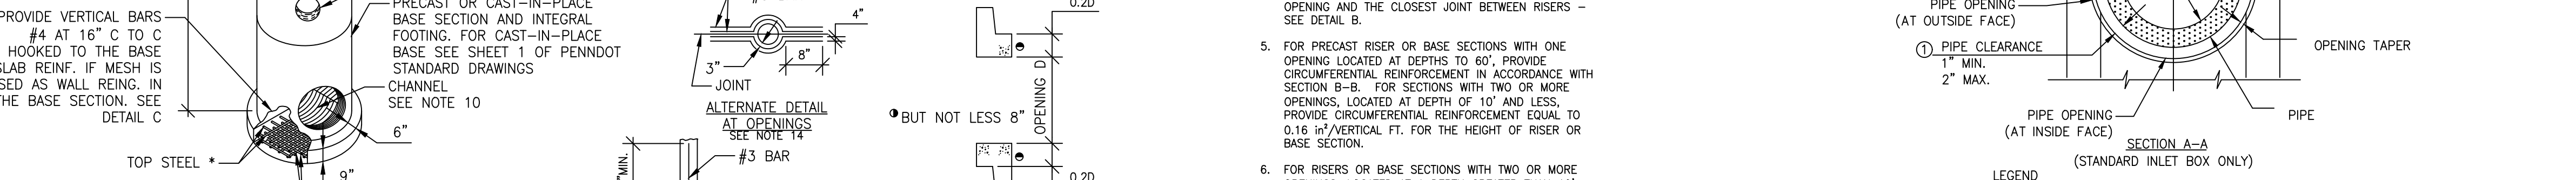 PROVIDE VERTICAL BARS
#4 AT 16" C TO C
HOOKED TO THE BASE
SLAB REINF. IF MESH IS
SED AS WALL REING. IN
THE BASE SECTION. SEE
DETAIL C
TOP STEEL *
PRECAST OR CAST-IN-PLACE
BASE SECTION AND INTEGRAL
FOOTING. FOR CAST-IN-PLACE
BASE SEE SHEET 1 OF PENNDOT
STANDARD DRAWINGS
CHANNEL
SEE NOTE 10
6"
9"
4"
8"
3"
JOINT
ALTERNATE DETAIL
AT OPENINGS
SEE NOTE 14
#3 BAR
"MIN.
0.2D
OPENING D
BUT NOT LESS 8"
0.2D
OPENING AND THE CLOSEST JOINT BETWEEN RISERS –
SEE DETAIL B.
5. FOR PRECAST RISER OR BASE SECTIONS WITH ONE
OPENING LOCATED AT DEPTHS TO 60', PROVIDE
CIRCUMFERENTIAL REINFORCEMENT IN ACCORDANCE WITH
SECTION B-B. FOR SECTIONS WITH TWO OR MORE
OPENINGS, LOCATED AT DEPTH OF 10' AND LESS,
PROVIDE CIRCUMFERENTIAL REINFORCEMENT EQUAL TO
0.16 in²/VERTICAL FT. FOR THE HEIGHT OF RISER OR
BASE SECTION.
6. FOR RISERS OR BASE SECTIONS WITH TWO OR MORE
PIPE OPENING
(AT OUTSIDE FACE)
1 PIPE CLEARANCE
1" MIN.
2" MAX.
OPENING TAPER
PIPE OPENING
(AT INSIDE FACE)
PIPE
SECTION A-A
(STANDARD INLET BOX ONLY)
LEGEND